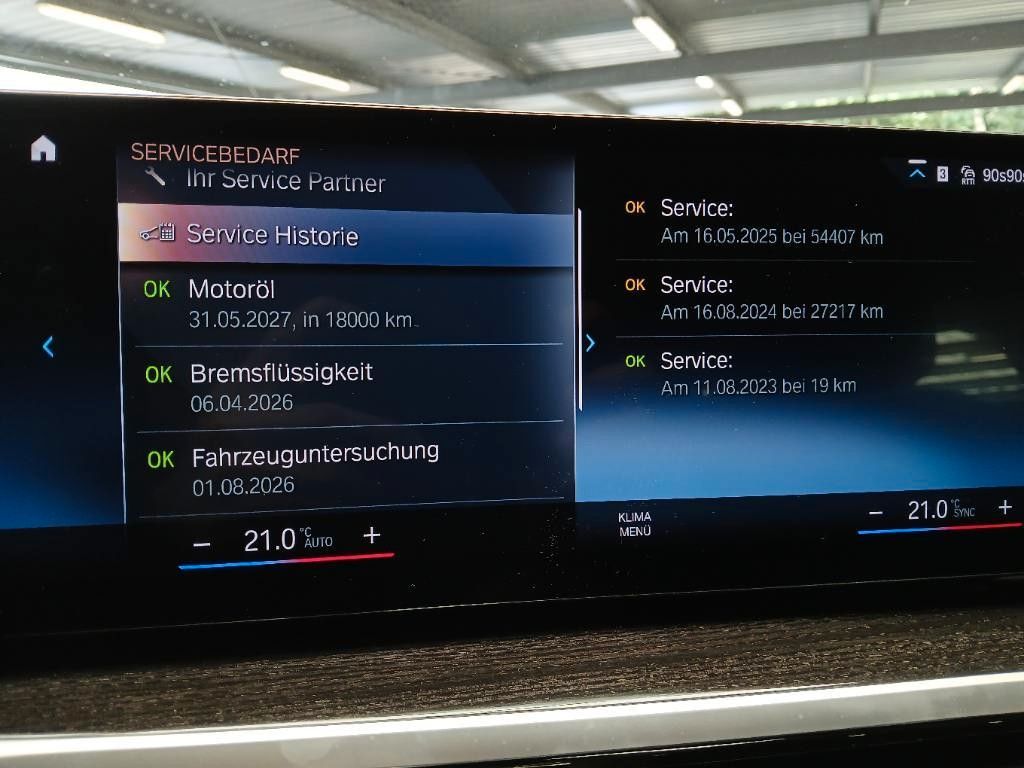 SERVICEBEDARF
Ihr Service Partner
Service Historie
OK Motoröl
31.05.2027, in 18000 km
OK Bremsflüssigkeit
06.04.2026
OK Fahrzeuguntersuchung
01.08.2026
3 RTTI 90s90s
OK Service:
Am 16.05.2025 bei 54407 km
OK Service:
Am 16.08.2024 bei 27217 km
OK Service:
Am 11.08.2023 bei 19 km
− 21.0 °C AUTO +
KLIMA
MENÜ
− 21.0 °C SYNC +